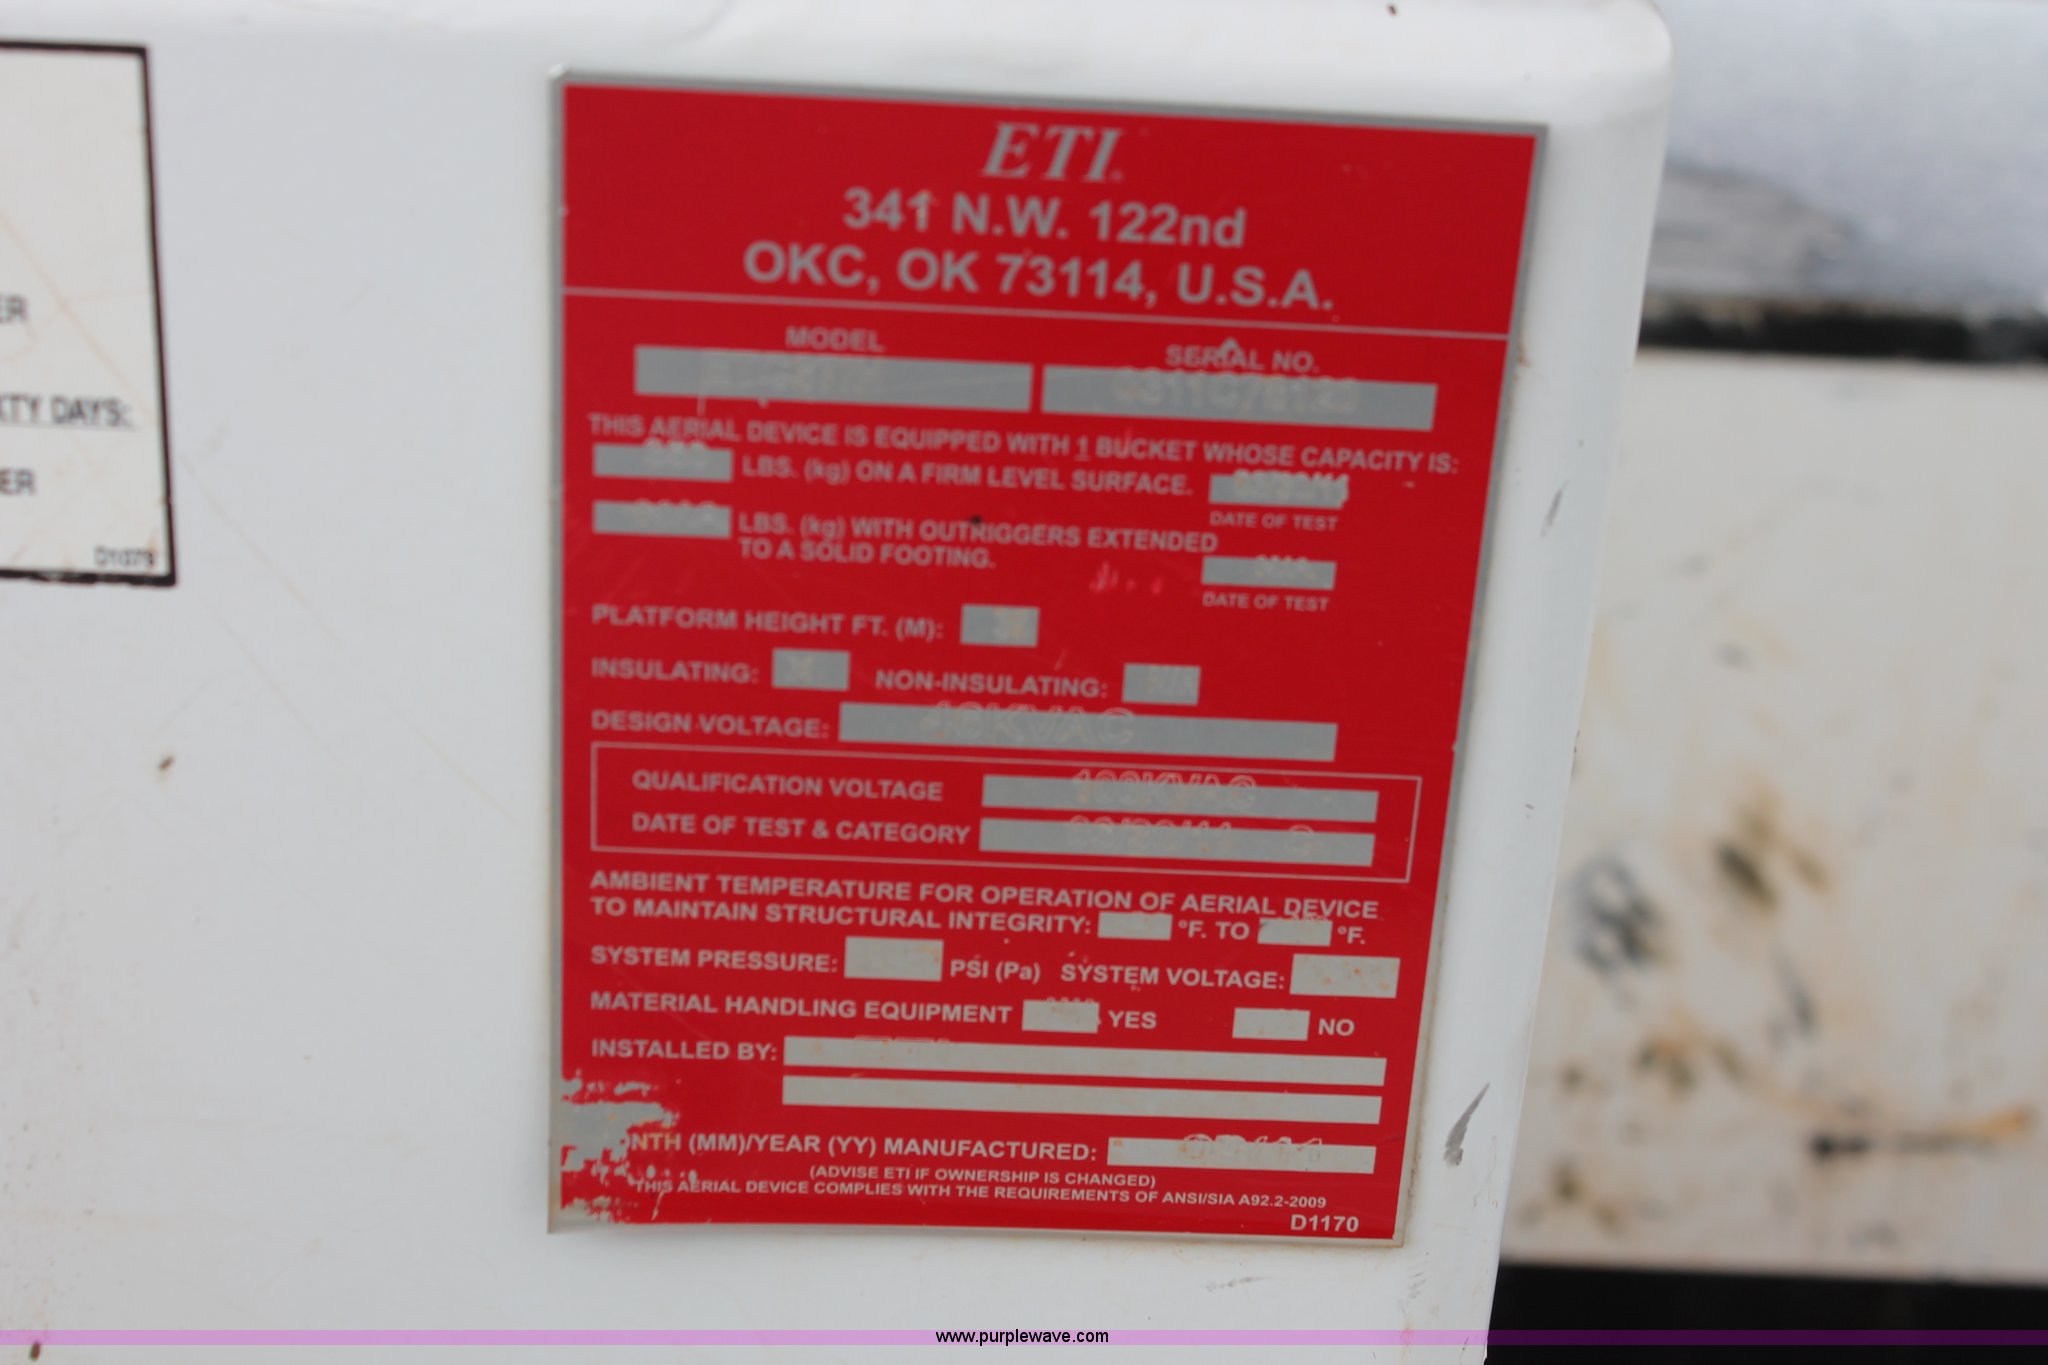 ER
XTY DAYS:
ER
D1079
ETI®
341 N.W. 122nd
OKC, OK 73114, U.S.A.
MODEL
SERIAL NO.
THIS AERIAL DEVICE IS EQUIPPED WITH 1 BUCKET WHOSE CAPACITY IS:
LBS. (kg) ON A FIRM LEVEL SURFACE.
DATE OF TEST
LBS. (kg) WITH OUTRIGGERS EXTENDED
TO A SOLID FOOTING.
DATE OF TEST
PLATFORM HEIGHT FT. (M):
INSULATING: NON-INSULATING:
DESIGN VOLTAGE: 46KVAC
QUALIFICATION VOLTAGE 100KVAC
DATE OF TEST & CATEGORY
AMBIENT TEMPERATURE FOR OPERATION OF AERIAL DEVICE
TO MAINTAIN STRUCTURAL INTEGRITY: °F. TO °F.
SYSTEM PRESSURE: PSI (Pa) SYSTEM VOLTAGE:
MATERIAL HANDLING EQUIPMENT YES NO
INSTALLED BY:
NTH (MM)/YEAR (YY) MANUFACTURED:
(ADVISE ETI IF OWNERSHIP IS CHANGED)
THIS AERIAL DEVICE COMPLIES WITH THE REQUIREMENTS OF ANSI/SIA A92.2-2009
D1170
www.purplewave.com